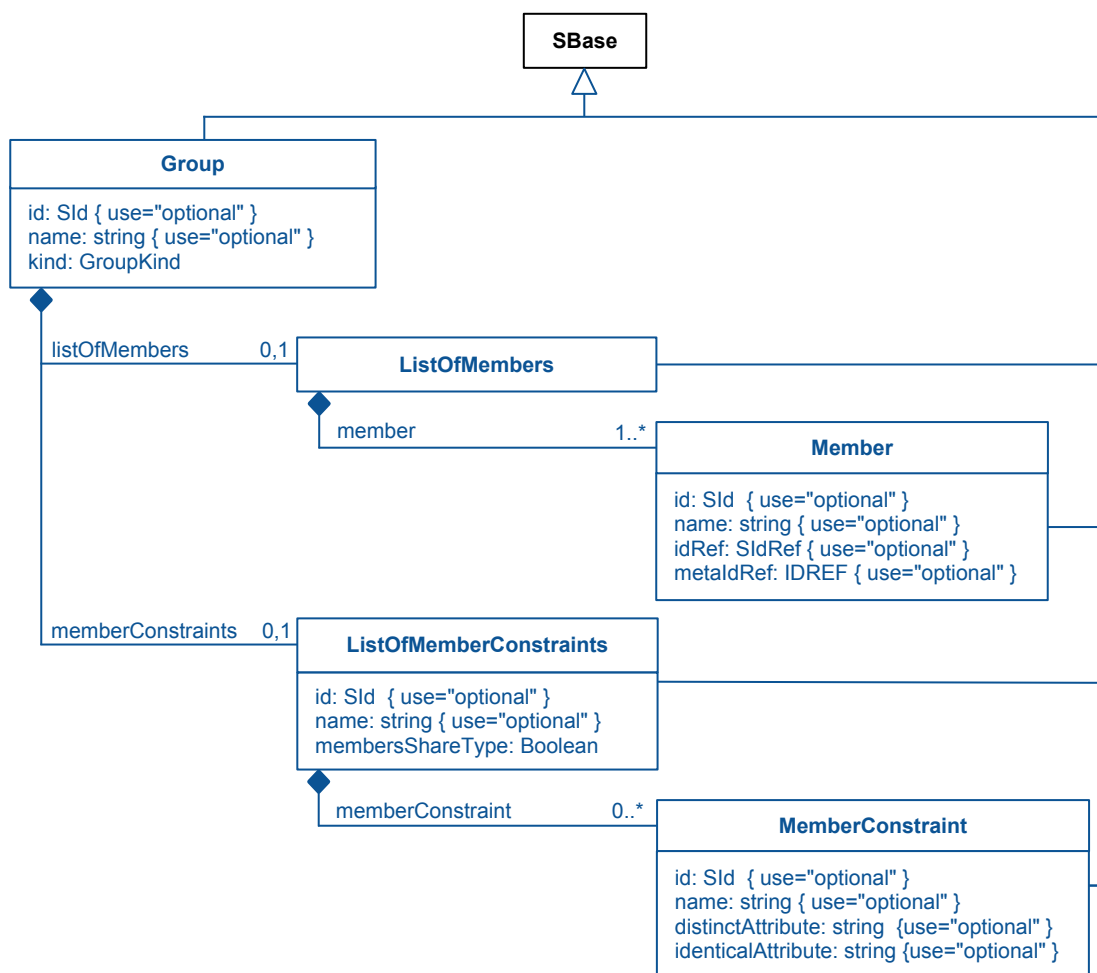 SBase
Group
id: SId { use="optional" }
name: string { use="optional" }
kind: GroupKind
listOfMembers 0,1
ListOfMembers
member 1..*
Member
id: SId { use="optional" }
name: string { use="optional" }
idRef: SIdRef { use="optional" }
metaIdRef: IDREF { use="optional" }
memberConstraints 0,1
ListOfMemberConstraints
id: SId { use="optional" }
name: string { use="optional" }
membersShareType: Boolean
memberConstraint 0..*
MemberConstraint
id: SId { use="optional" }
name: string { use="optional" }
distinctAttribute: string {use="optional" }
identicalAttribute: string {use="optional" }